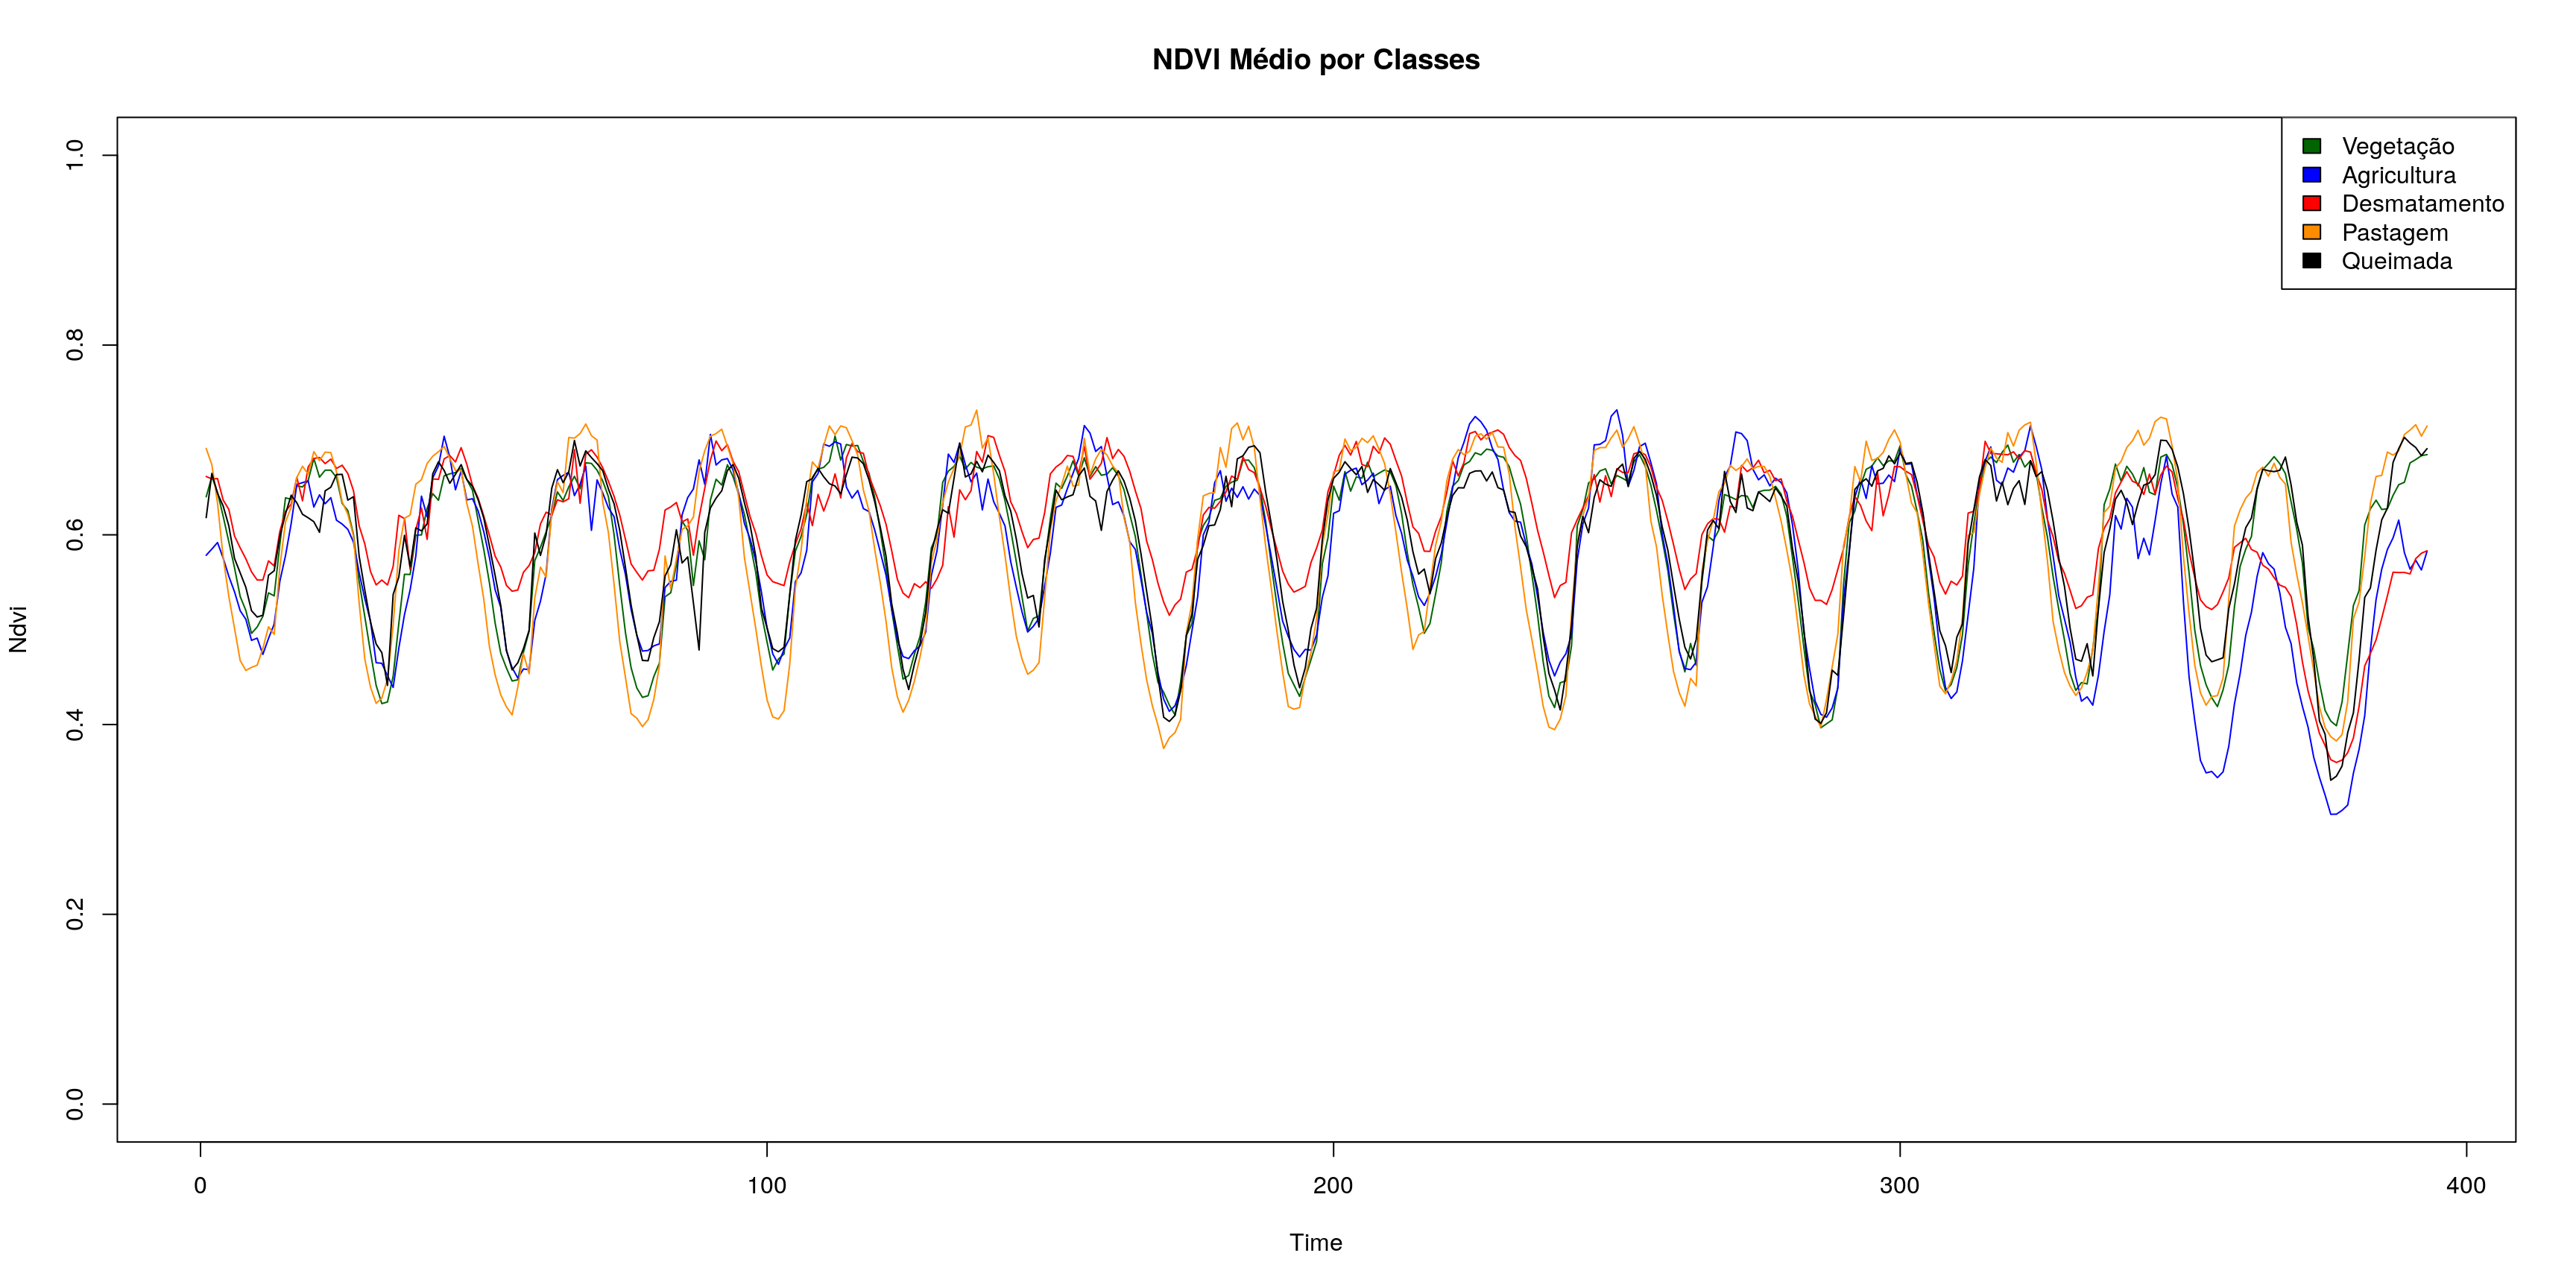 NDVI Médio por Classes
Vegetação
Agricultura
Desmatamento
Pastagem
Queimada
1.0
0.8
0.6
0.4
0.2
0.0
Ndvi
0 100 200 300 400
Time